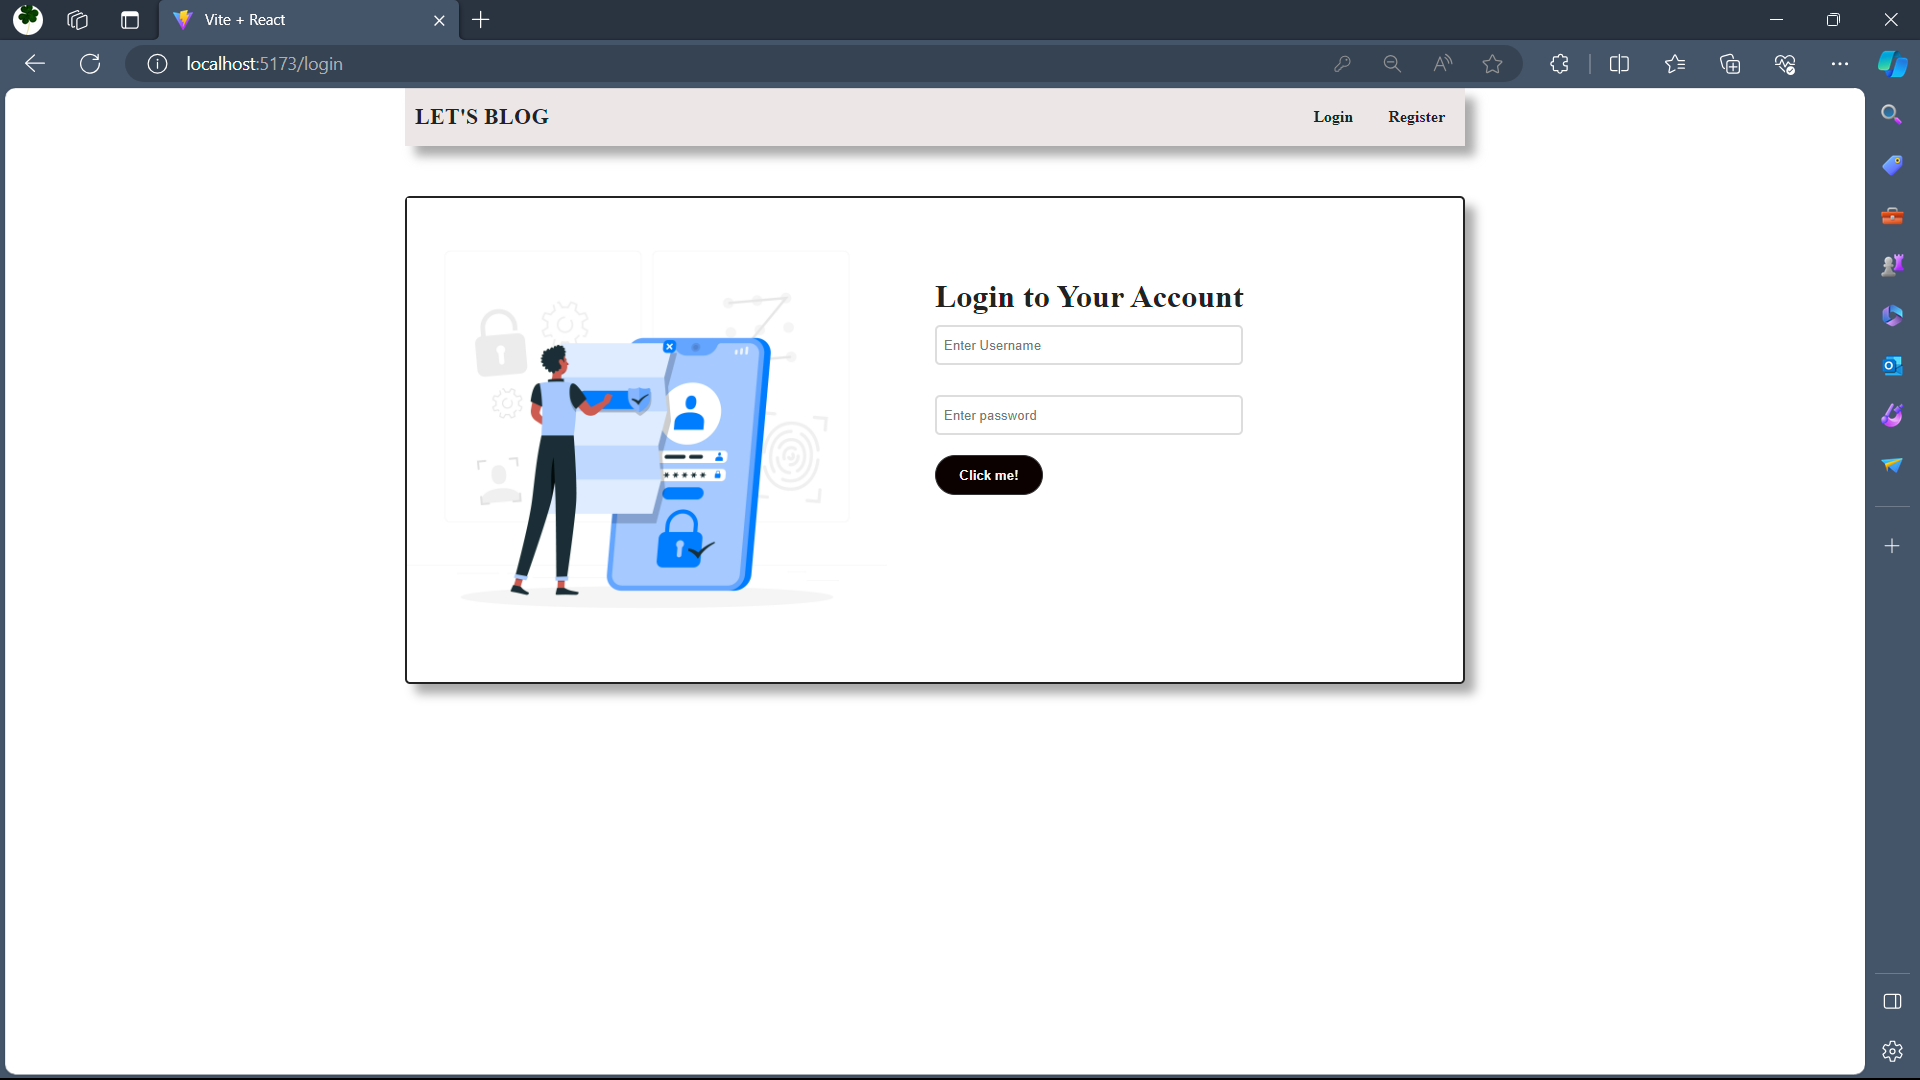 Vite + React
localhost:5173/login
LET'S BLOG
Login
Register
Login to Your Account
Enter Username
Enter password
Click me!